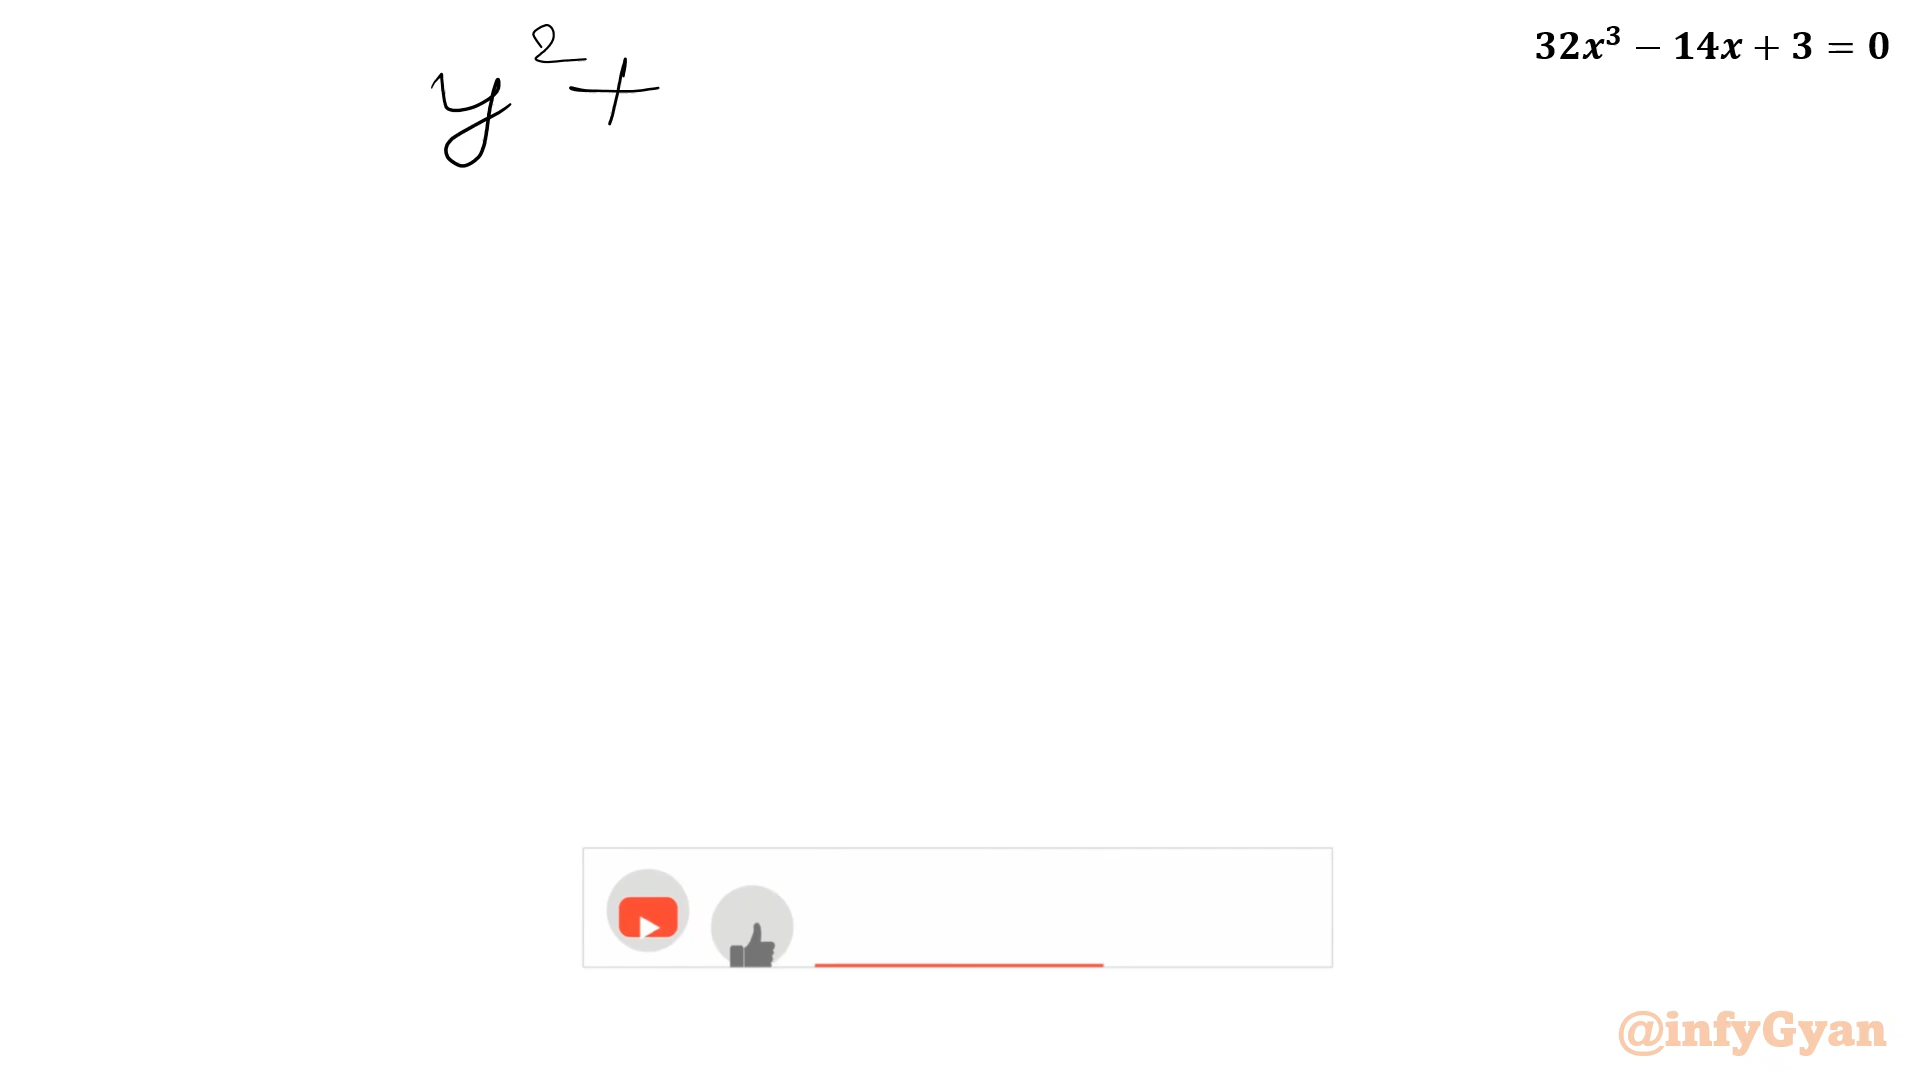 y²+
32x³ − 14x + 3 = 0
@infyGyan